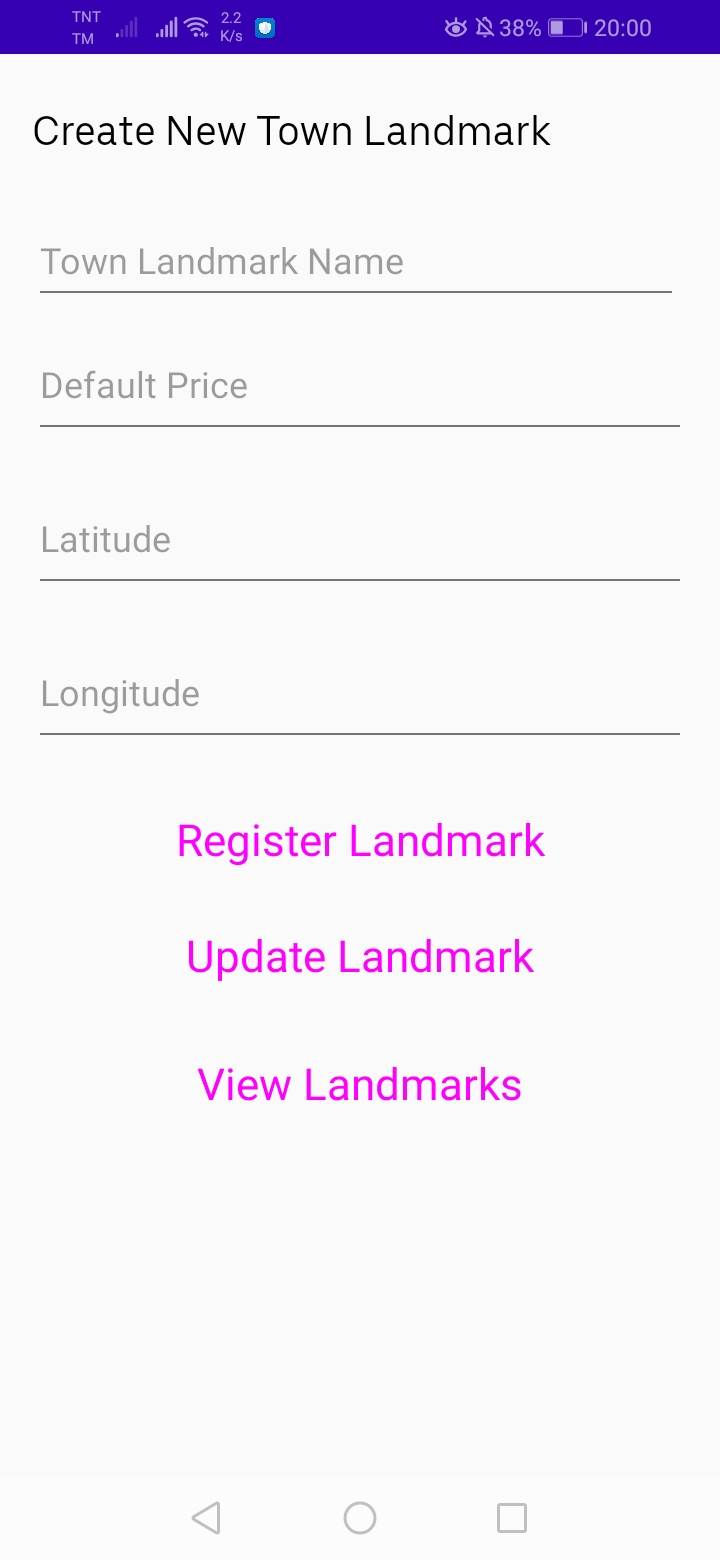 TNT
TM
2.2
K/s
38% 20:00
Create New Town Landmark
Town Landmark Name
Default Price
Latitude
Longitude
Register Landmark
Update Landmark
View Landmarks